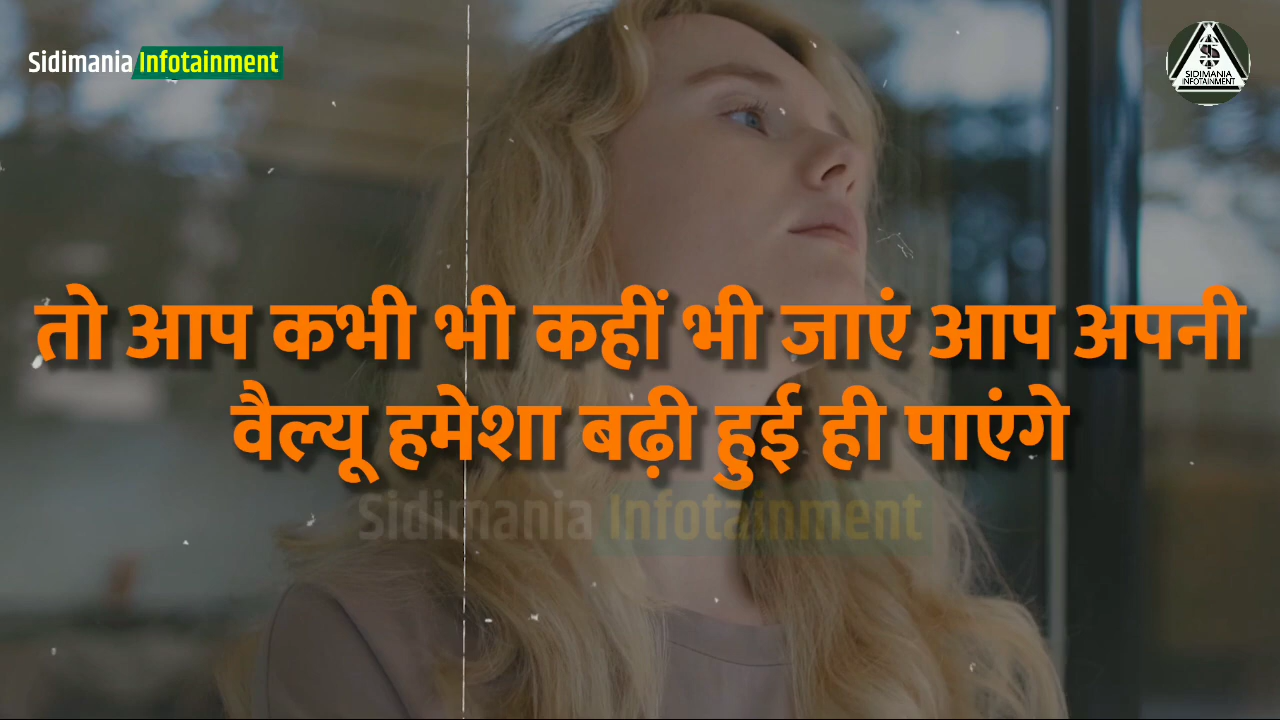 Sidimania Infotainment
$
SIDIMANIA
INFOTAINMENT
तो आप कभी भी कहीं भी जाएं आप अपनी
वैल्यू हमेशा बढ़ी हुई ही पाएंगे
Sidimania Infotainment